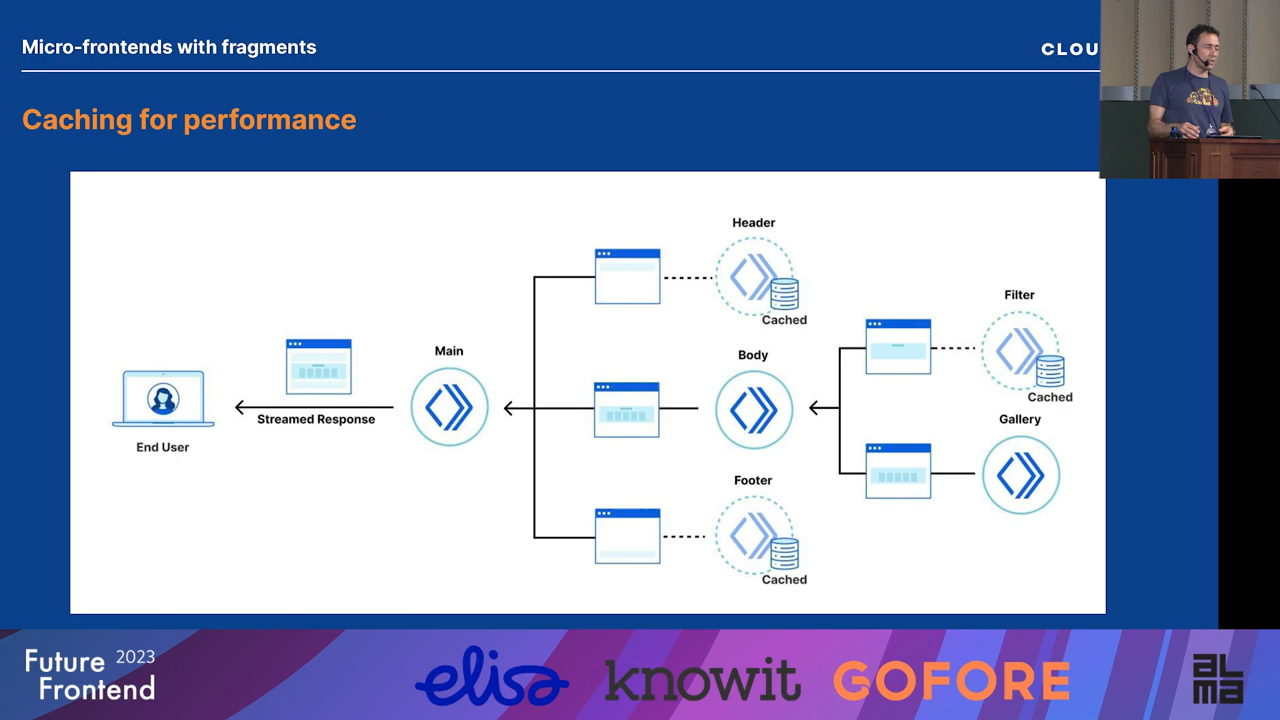 Micro-frontends with fragments
CLOU
Caching for performance
Header
Cached
Filter
Cached
Main
Body
Streamed Response
End User
Gallery
Footer
Cached
Future 2023
Frontend
elisa
knowit
GOFORE
aLma